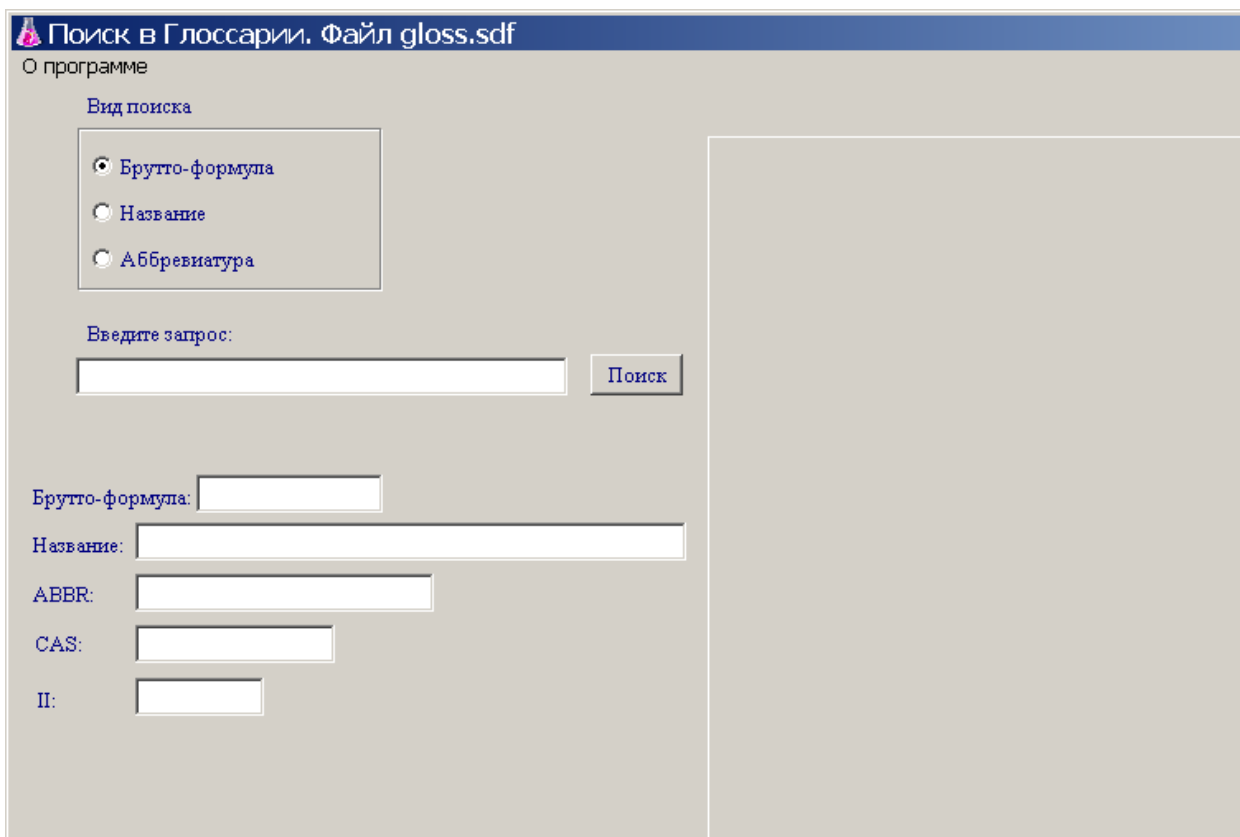 Поиск в Глоссарии. Файл gloss.sdf
О программе
Вид поиска
Брутто-формула
Название
Аббревиатура
Введите запрос:
Поиск
Брутто-формула:
Название:
ABBR:
CAS:
II: